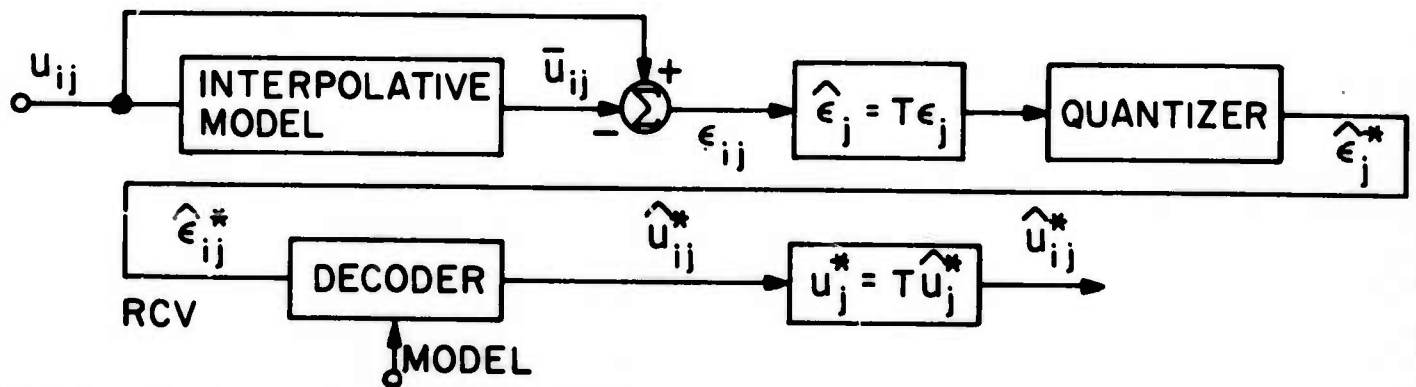 u_ij
INTERPOLATIVE
MODEL
ū_ij
+
−
Σ
ϵ_ij
ϵ̂_j = Tϵ_j
QUANTIZER
ϵ̂*_j
ϵ̂*_ij
RCV
DECODER
MODEL
û*_ij
u*_j = Tû*_j
û*_ij